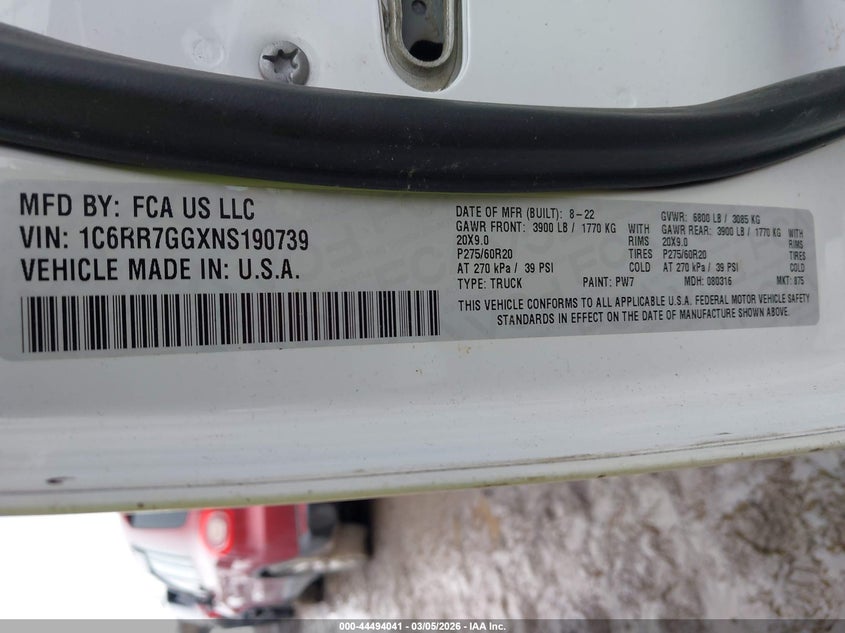 MFD BY: FCA US LLC
VIN: 1C6RR7GGXNS190739
VEHICLE MADE IN: U.S.A.
DATE OF MFR (BUILT): 8-22 GVWR: 6800 LB / 3085 KG
GAWR FRONT: 3900 LB / 1770 KG WITH GAWR REAR: 3900 LB / 1770 KG WITH
20X9.0 RIMS 20X9.0 RIMS
P275/60R20 TIRES P275/60R20 TIRES
AT 270 kPa / 39 PSI COLD AT 270 kPa / 39 PSI COLD
TYPE: TRUCK PAINT: PW7 MDH: 080316 MKT: 875
THIS VEHICLE CONFORMS TO ALL APPLICABLE U.S.A. FEDERAL MOTOR VEHICLE SAFETY
STANDARDS IN EFFECT ON THE DATE OF MANUFACTURE SHOWN ABOVE.
000-44494041 - 03/05/2026 - IAA Inc.